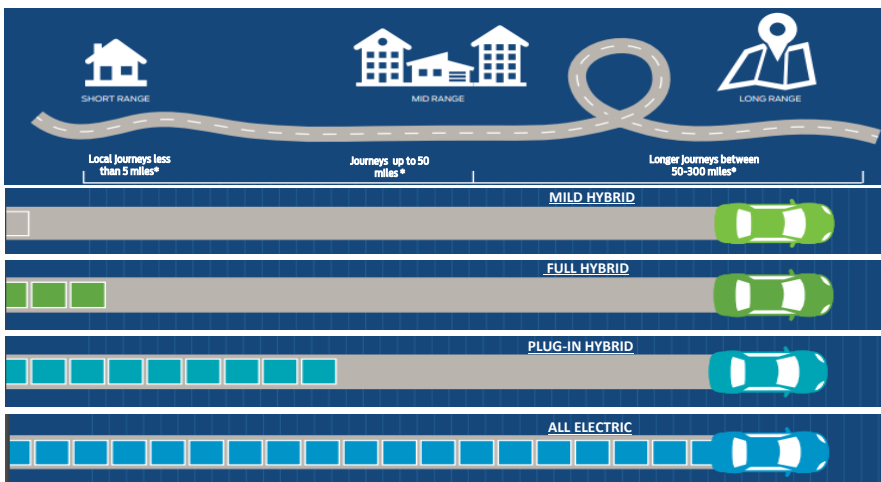 SHORT RANGE
MID RANGE
LONG RANGE
Local journeys less
than 5 miles*
Journeys up to 50
miles *
Longer journeys between
50-300 miles*
MILD HYBRID
FULL HYBRID
PLUG-IN HYBRID
ALL ELECTRIC